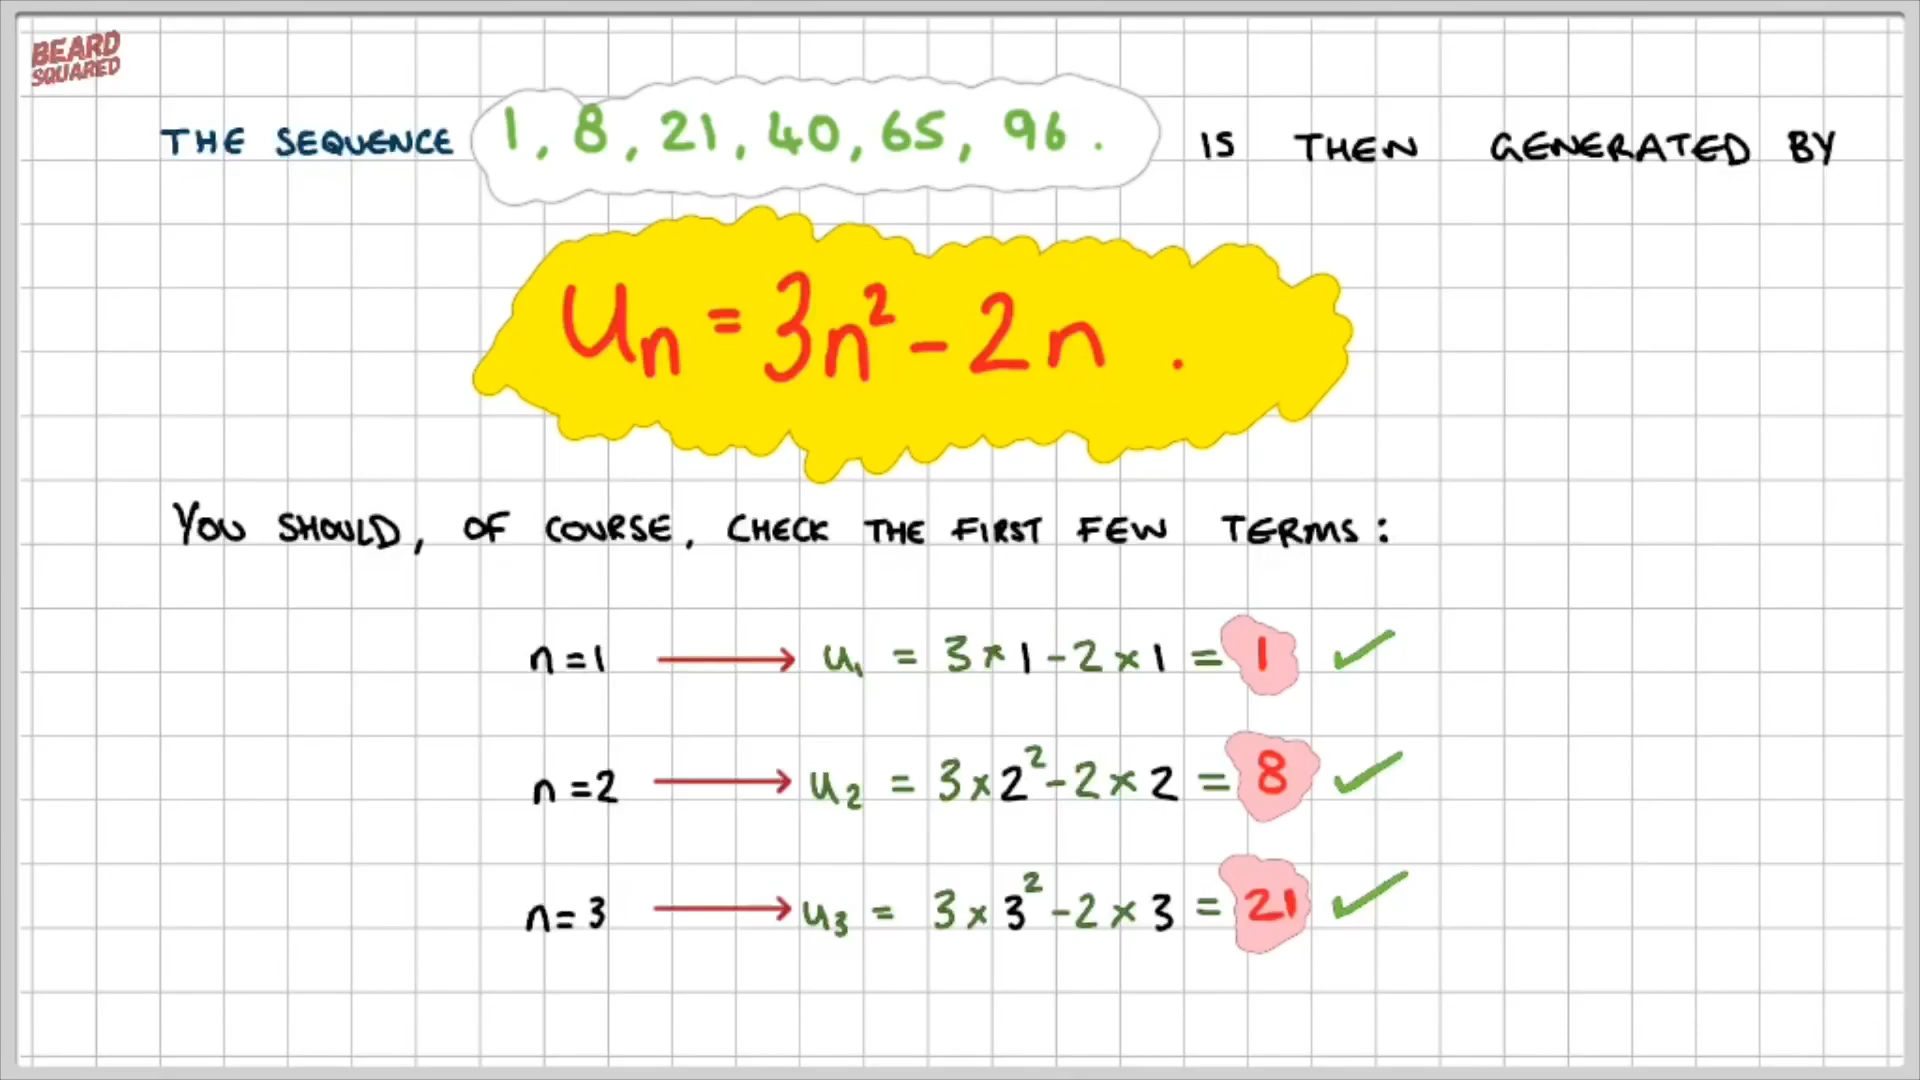 BEARD
SQUARED
THE SEQUENCE 1, 8, 21, 40, 65, 96. IS THEN GENERATED BY
uₙ = 3n² - 2n .
YOU SHOULD, OF COURSE, CHECK THE FIRST FEW TERMS:
n=1 → u₁ = 3×1-2×1 = 1 ✓
n=2 → u₂ = 3×2²-2×2 = 8 ✓
n=3 → u₃ = 3×3²-2×3 = 21 ✓